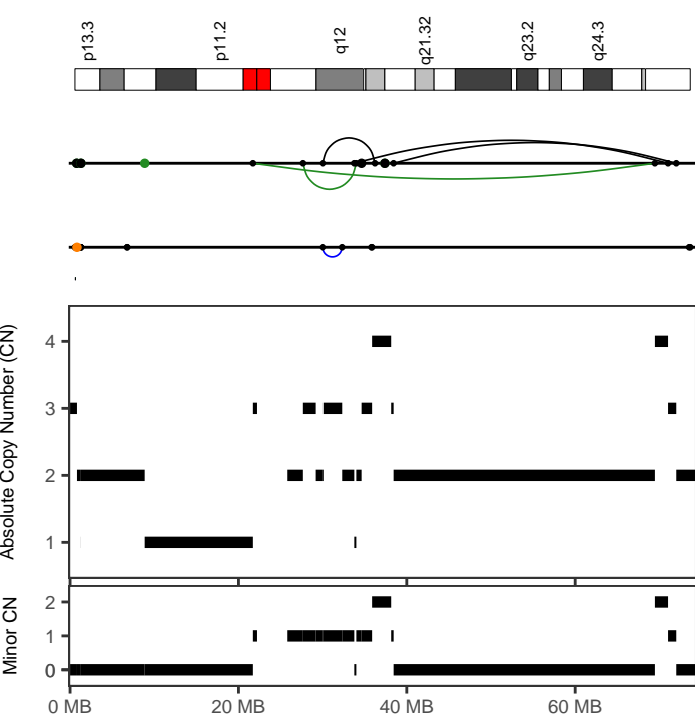 p13.3 p11.2 q12 q21.32 q23.2 q24.3
Absolute Copy Number (CN)
4
3
2
1
Minor CN
2
1
0
0 MB 20 MB 40 MB 60 MB